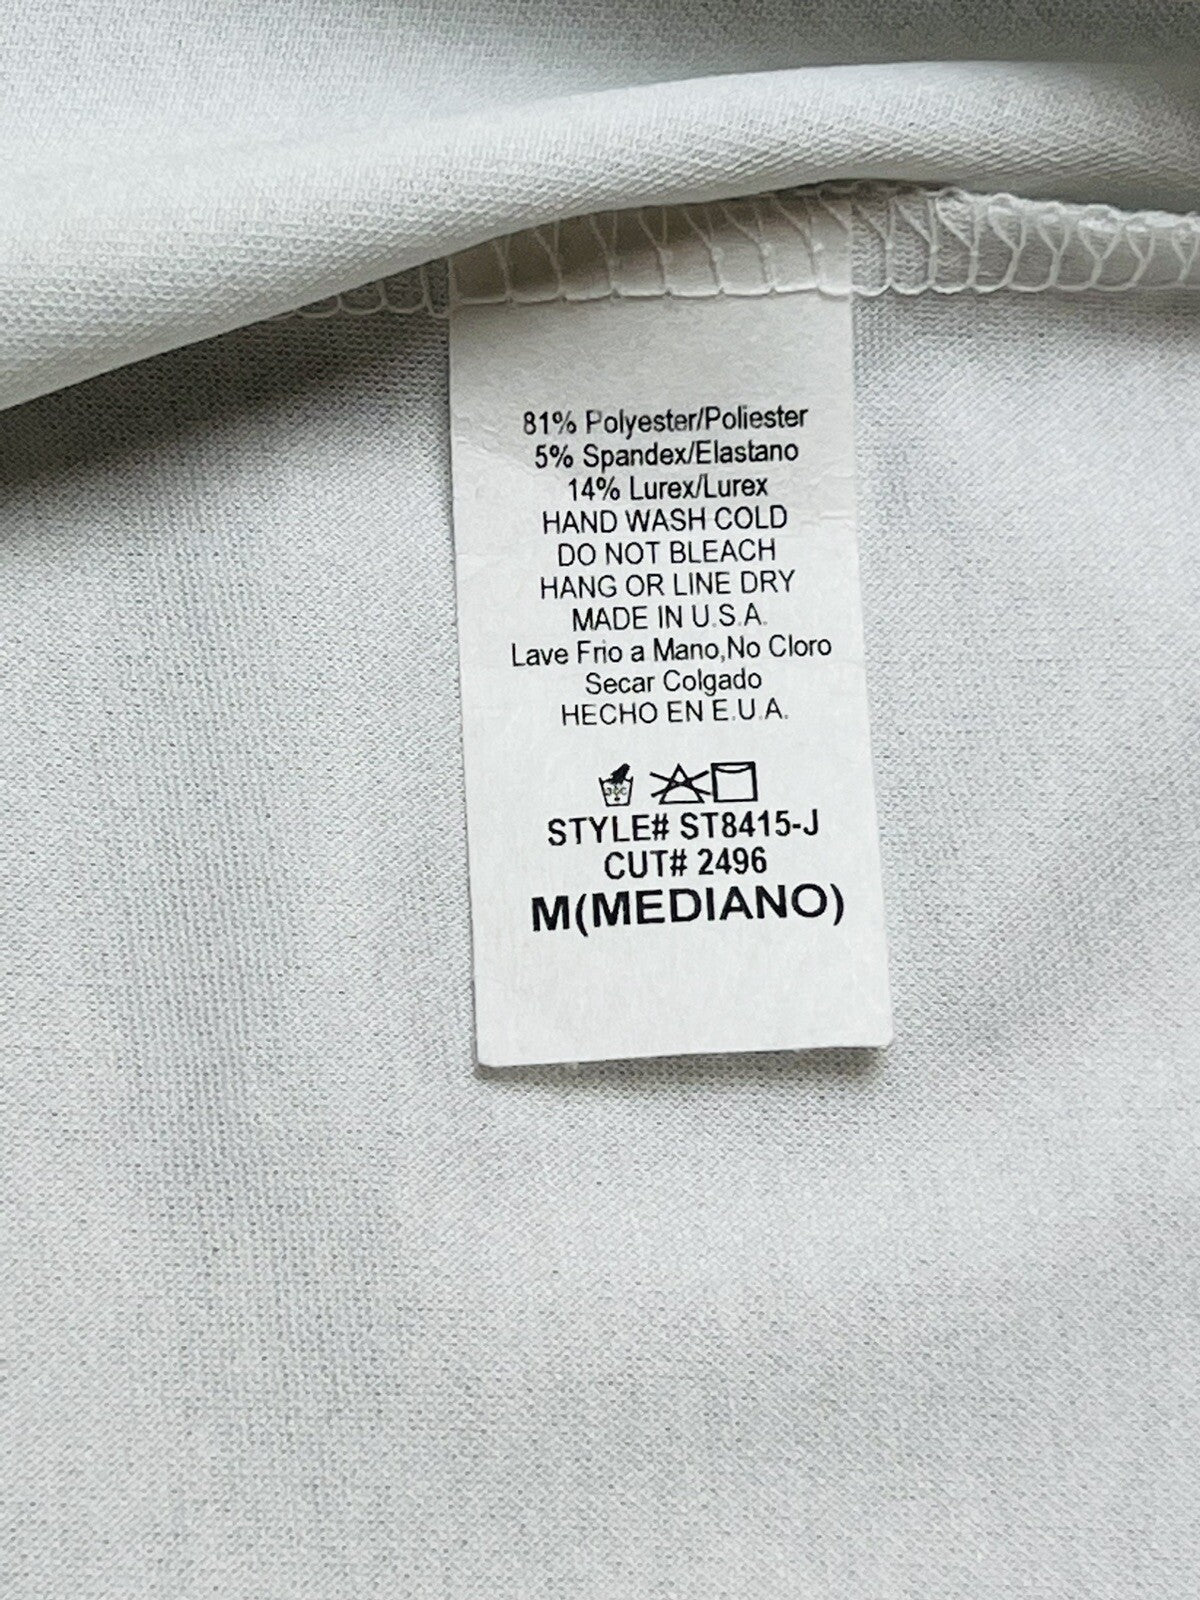 81% Polyester/Poliester
5% Spandex/Elastano
14% Lurex/Lurex
HAND WASH COLD
DO NOT BLEACH
HANG OR LINE DRY
MADE IN U.S.A.
Lave Frio a Mano,No Cloro
Secar Colgado
HECHO EN E.U.A.
STYLE# ST8415-J
CUT# 2496
M(MEDIANO)